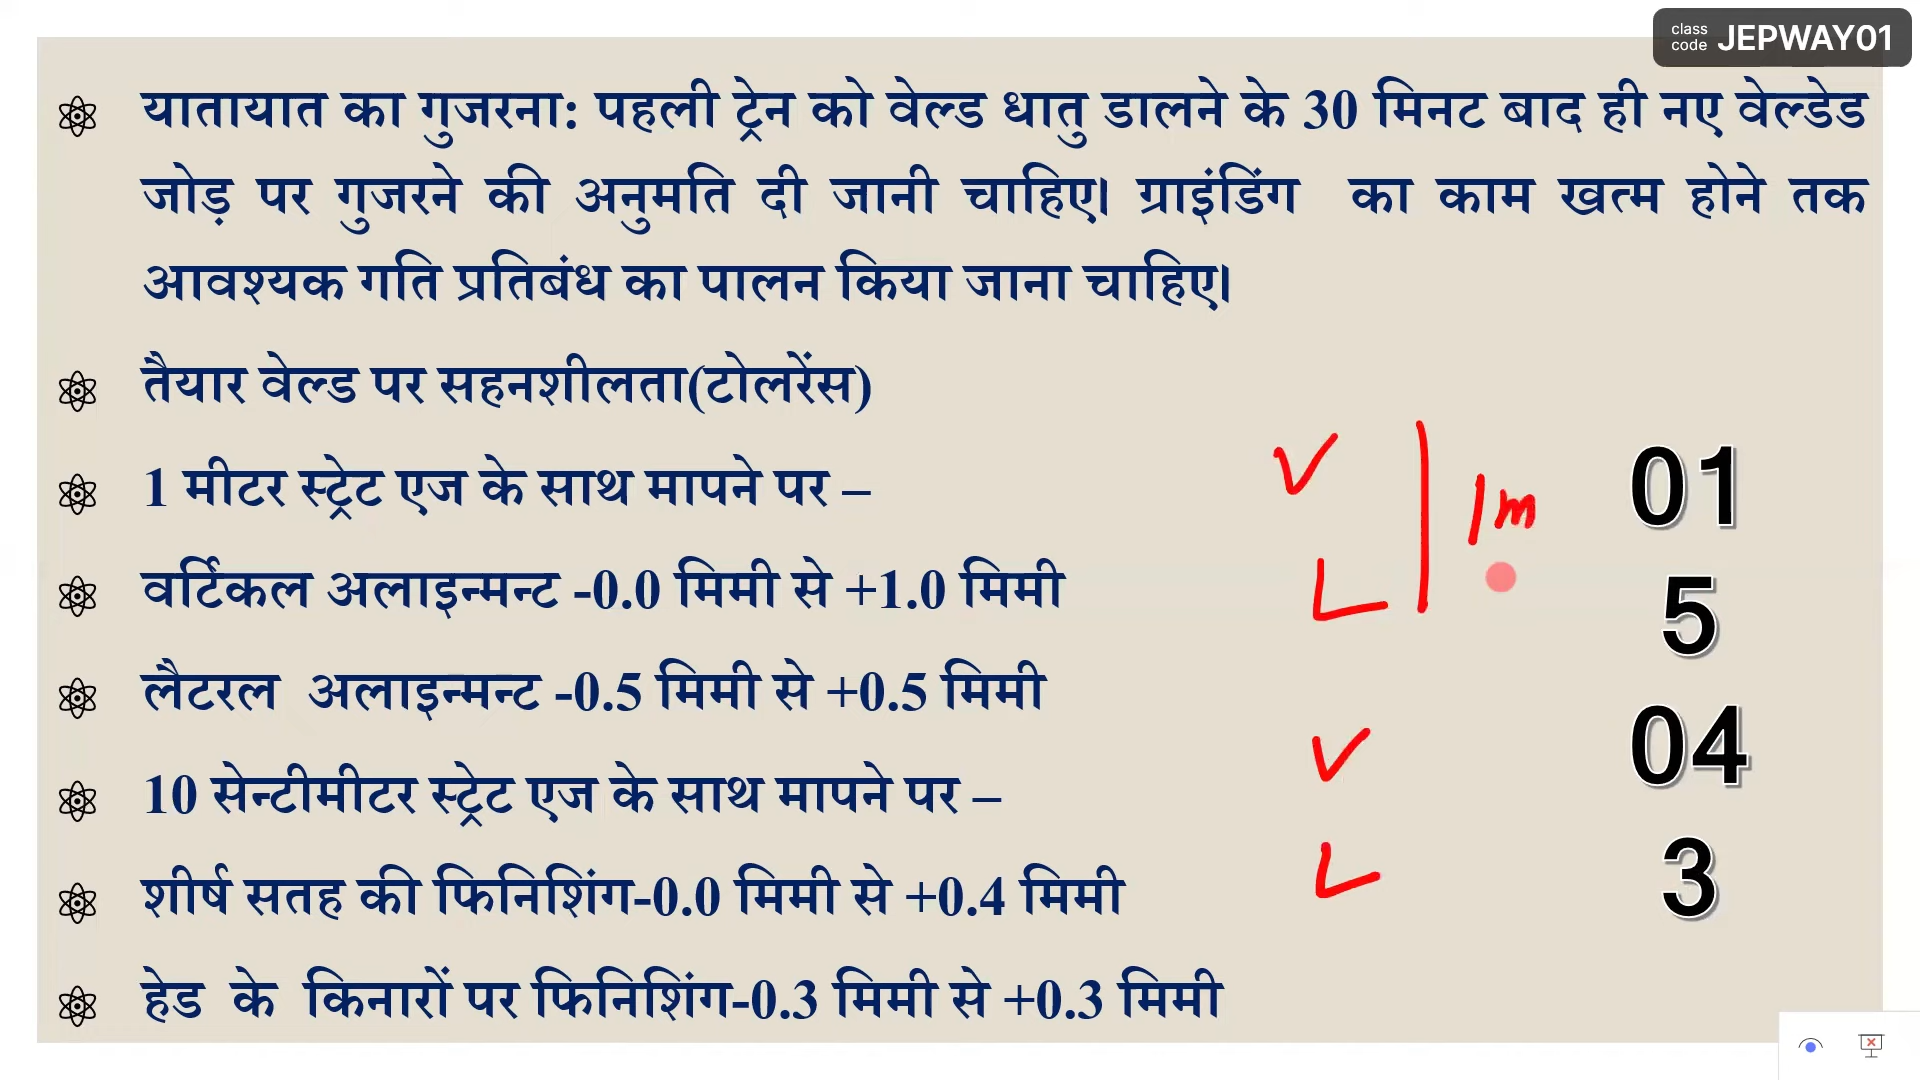 class
code JEPWAY01
यातायात का गुजरना: पहली ट्रेन को वेल्ड धातु डालने के 30 मिनट बाद ही नए वेल्डेड
जोड़ पर गुजरने की अनुमति दी जानी चाहिए। ग्राइंडिंग का काम खत्म होने तक
आवश्यक गति प्रतिबंध का पालन किया जाना चाहिए।
तैयार वेल्ड पर सहनशीलता(टोलरेंस)
1 मीटर स्ट्रेट एज के साथ मापने पर –
01
1m
वर्टिकल अलाइन्मन्ट -0.0 मिमी से +1.0 मिमी
5
लैटरल अलाइन्मन्ट -0.5 मिमी से +0.5 मिमी
04
10 सेन्टीमीटर स्ट्रेट एज के साथ मापने पर –
शीर्ष सतह की फिनिशिंग-0.0 मिमी से +0.4 मिमी
3
हेड के किनारों पर फिनिशिंग-0.3 मिमी से +0.3 मिमी